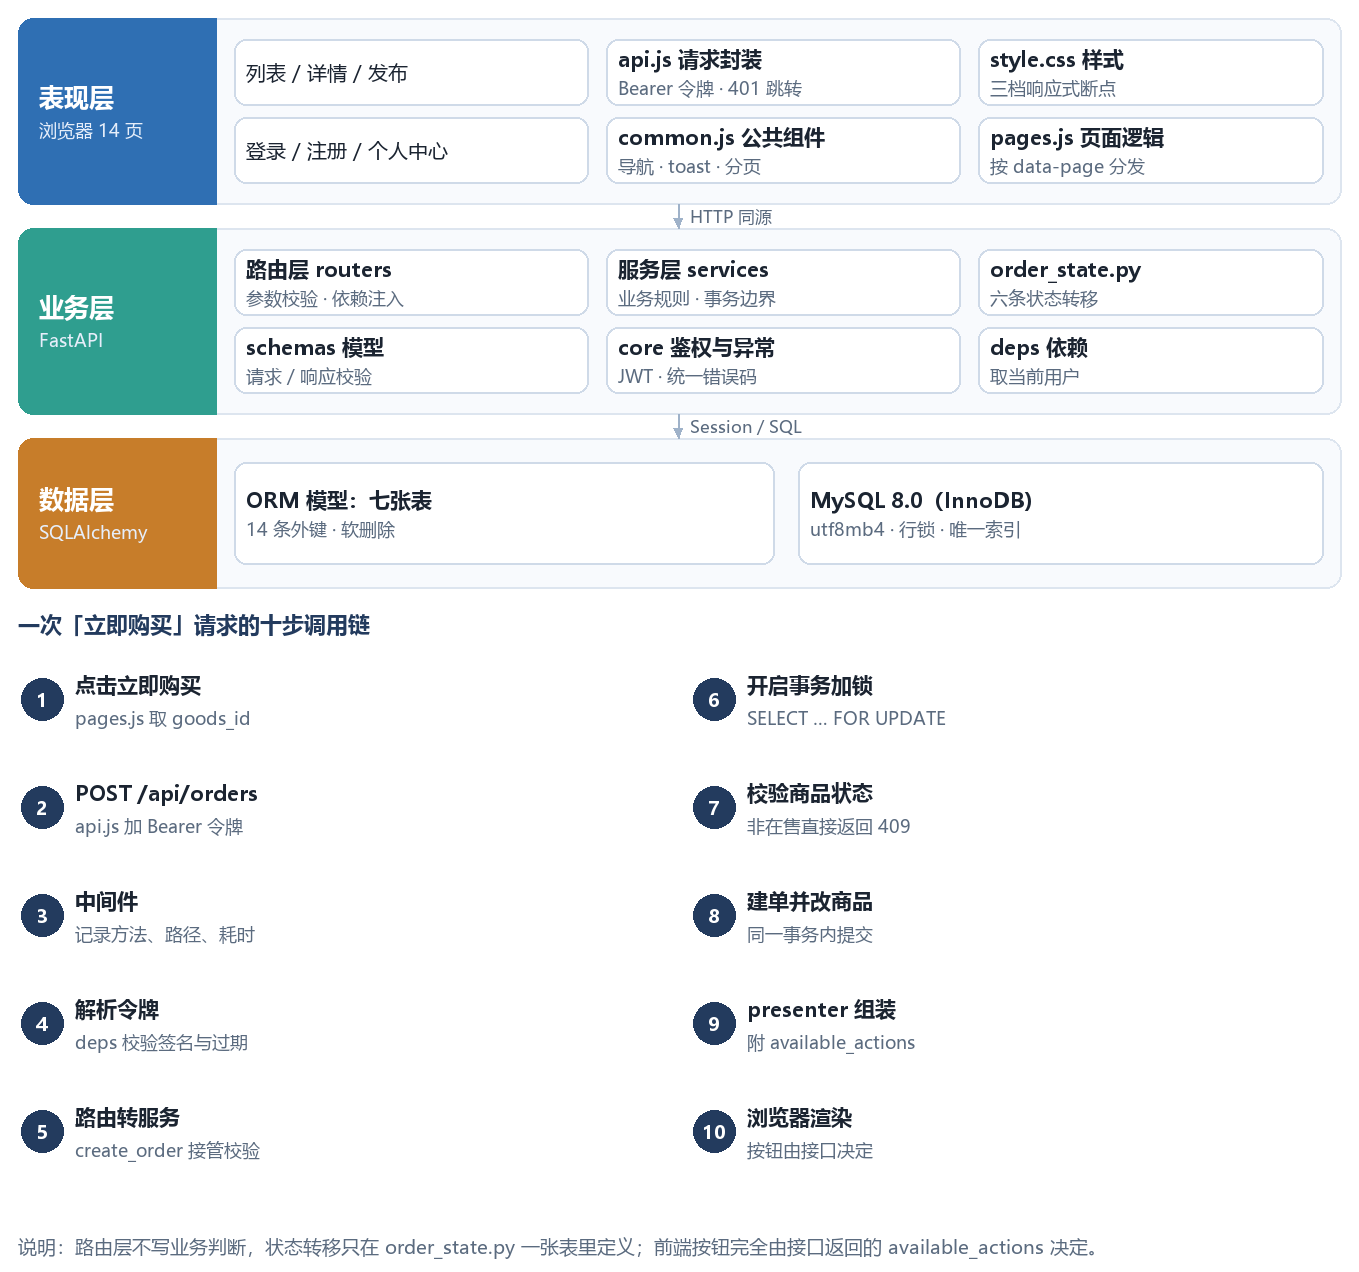 表现层
浏览器 14 页
列表 / 详情 / 发布
api.js 请求封装
Bearer 令牌 · 401 跳转
style.css 样式
三档响应式断点
登录 / 注册 / 个人中心
common.js 公共组件
导航 · toast · 分页
pages.js 页面逻辑
按 data-page 分发
HTTP 同源
业务层
FastAPI
路由层 routers
参数校验 · 依赖注入
服务层 services
业务规则 · 事务边界
order_state.py
六条状态转移
schemas 模型
请求 / 响应校验
core 鉴权与异常
JWT · 统一错误码
deps 依赖
取当前用户
Session / SQL
数据层
SQLAlchemy
ORM 模型：七张表
14 条外键 · 软删除
MySQL 8.0（InnoDB）
utf8mb4 · 行锁 · 唯一索引
一次「立即购买」请求的十步调用链
1 点击立即购买
pages.js 取 goods_id
2 POST /api/orders
api.js 加 Bearer 令牌
3 中间件
记录方法、路径、耗时
4 解析令牌
deps 校验签名与过期
5 路由转服务
create_order 接管校验
6 开启事务加锁
SELECT … FOR UPDATE
7 校验商品状态
非在售直接返回 409
8 建单并改商品
同一事务内提交
9 presenter 组装
附 available_actions
10 浏览器渲染
按钮由接口决定
说明：路由层不写业务判断，状态转移只在 order_state.py 一张表里定义；前端按钮完全由接口返回的 available_actions 决定。